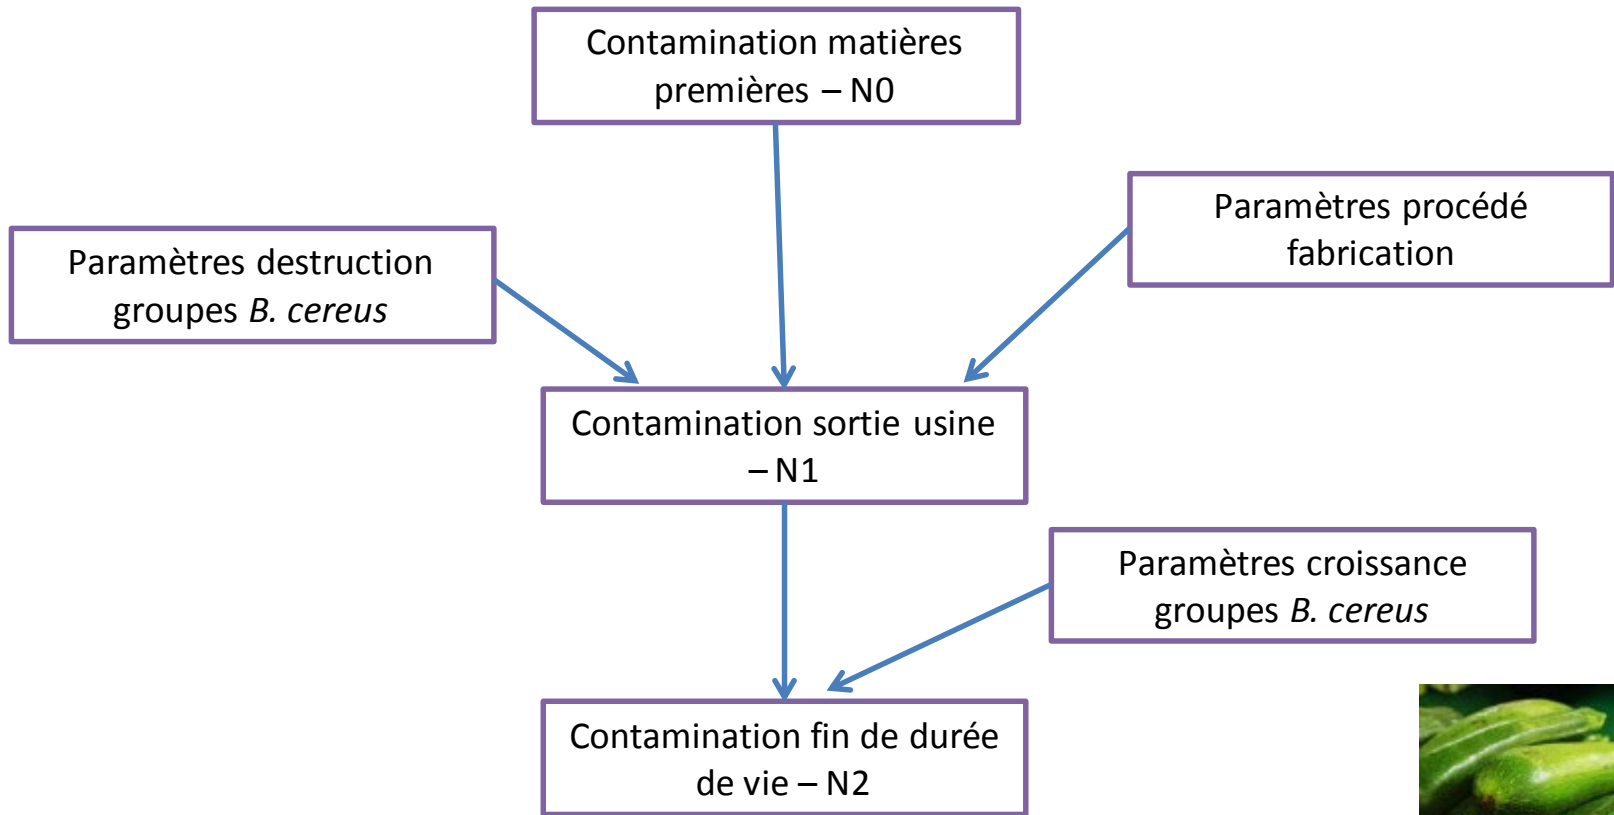 Contamination matières
premières – N0
Paramètres procédé
fabrication
Paramètres destruction
groupes B. cereus
Contamination sortie usine
– N1
Paramètres croissance
groupes B. cereus
Contamination fin de durée
de vie – N2